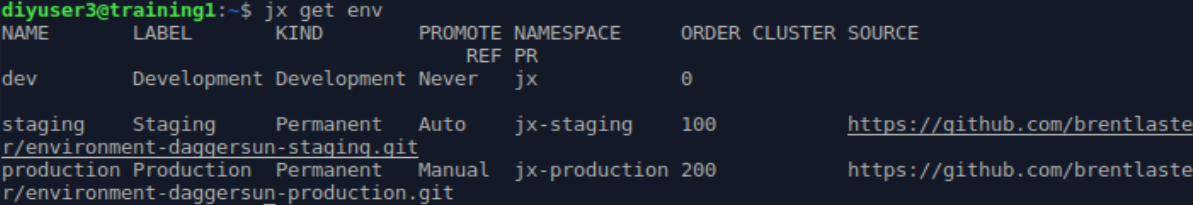 diyuser3@training1:~$ jx get env
NAME       LABEL       KIND        PROMOTE NAMESPACE     ORDER CLUSTER SOURCE
                                       REF PR
dev        Development Development Never   jx            0
staging    Staging     Permanent   Auto    jx-staging    100           https://github.com/brentlaste
r/environment-daggersun-staging.git
production Production  Permanent   Manual  jx-production 200           https://github.com/brentlaste
r/environment-daggersun-production.git